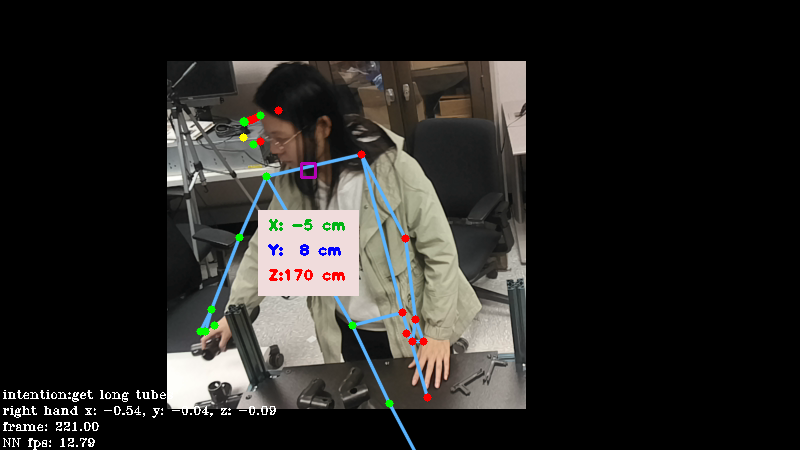 X: -5 cm
Y: 8 cm
Z:170 cm
intention:get long tube
right hand x: -0.54, y: -0.04, z: -0.09
frame: 221.00
NN fps: 12.79